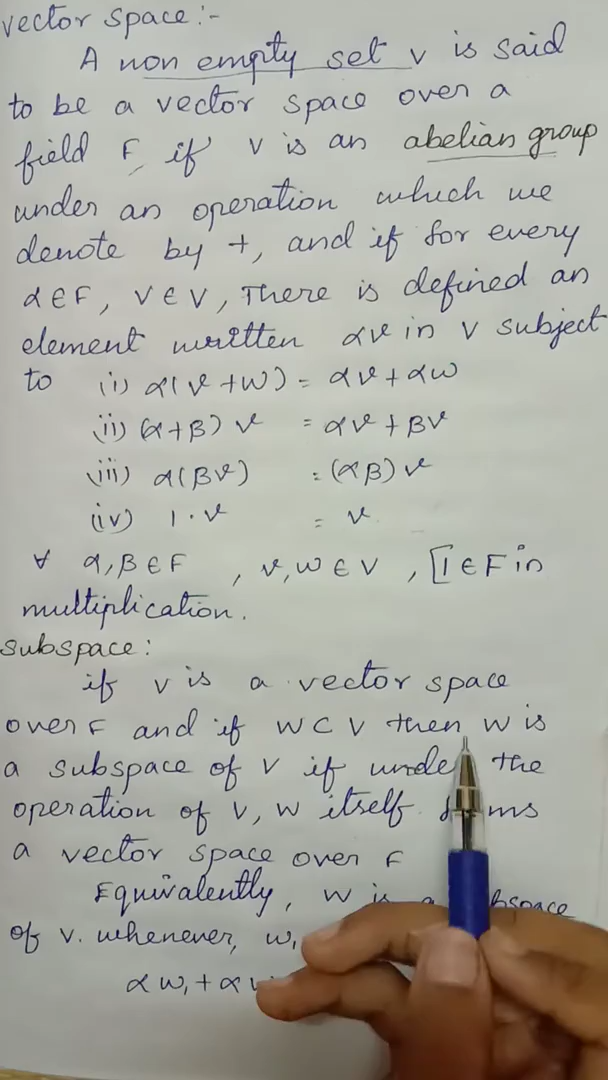 vector space:-
A non empty set v is said
to be a vector space over a
field F, if v is an abelian group
under an operation which we
denote by +, and if for every
α∈F, v∈V, There is defined an
element written αv in v subject
to (i) α(v+w) = αv+αw
(ii) (α+β)v = αv+βv
(iii) α(βv) = (αβ)v
(iv) 1·v = v
∀ α,β∈F , v,w∈V , [1∈F in
multiplication.
Subspace:
if v is a vector space
over F and if W⊂V then W is
a subspace of v if under the
operation of v, w itself
a vector space over F
Equivalently, W is a
of v. whenever, w₁
αw₁+α